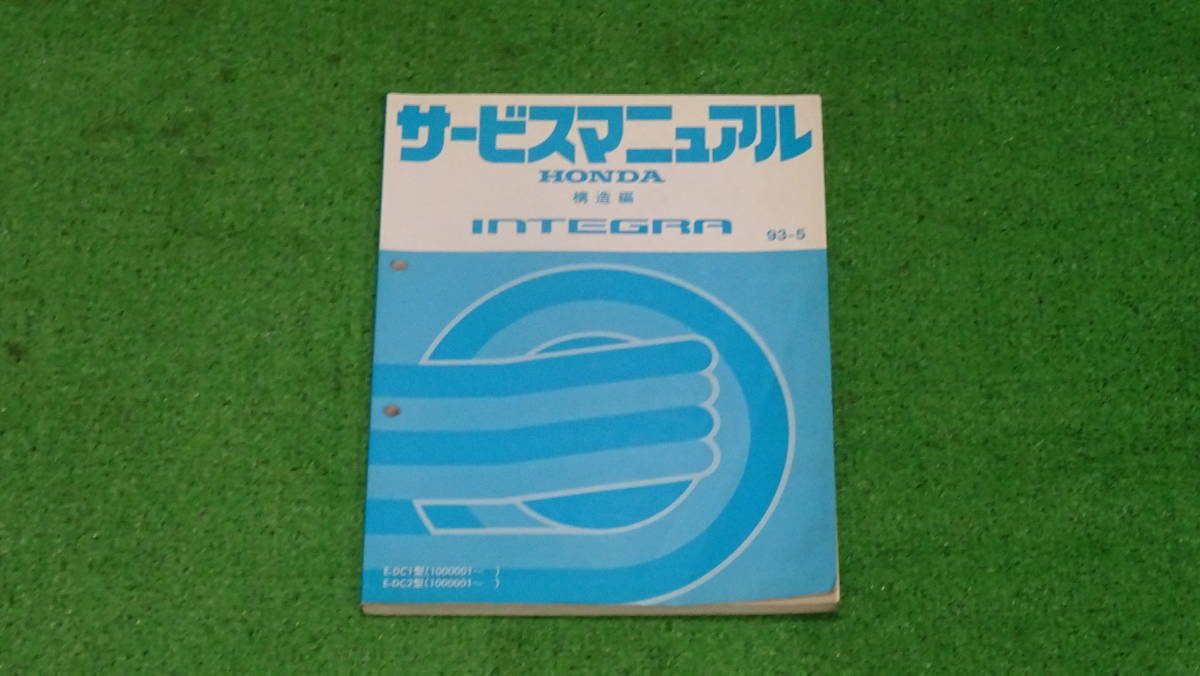 サービスマニュアル
HONDA
構造編
INTEGRA 93-5
E-DC1型(1000001~ )
E-DC2型(1000001~ )